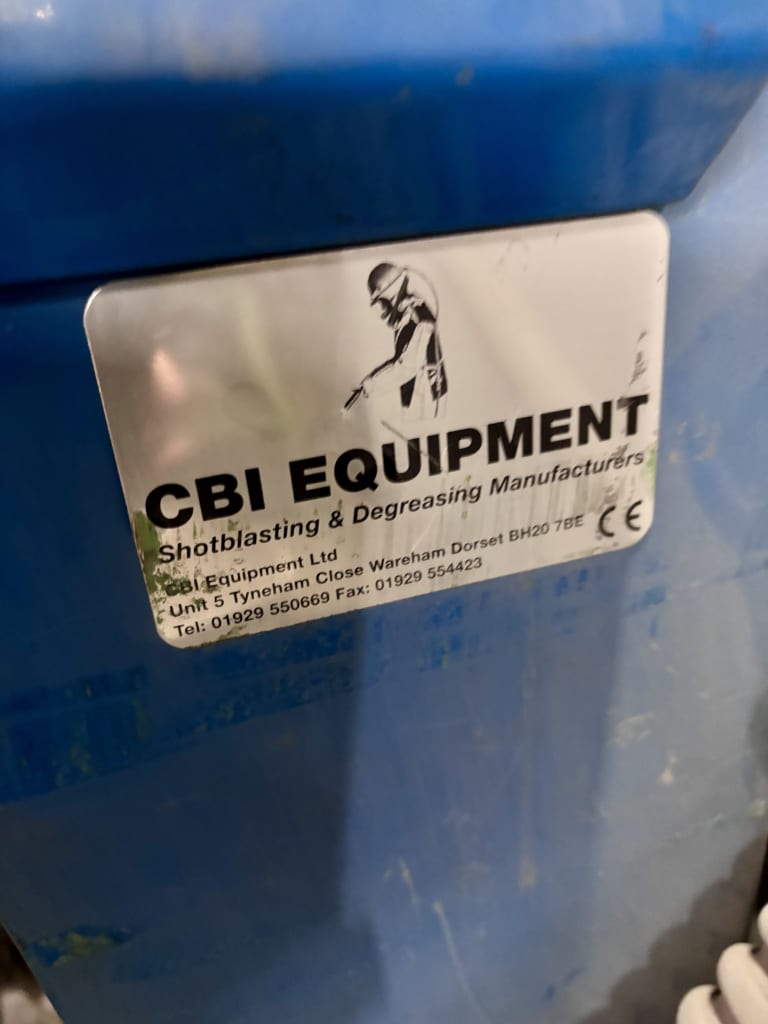 CBI EQUIPMENT
Shotblasting & Degreasing Manufacturers
CBI Equipment Ltd
Unit 5 Tyneham Close Wareham Dorset BH20 7BE CE
Tel: 01929 550669 Fax: 01929 554423